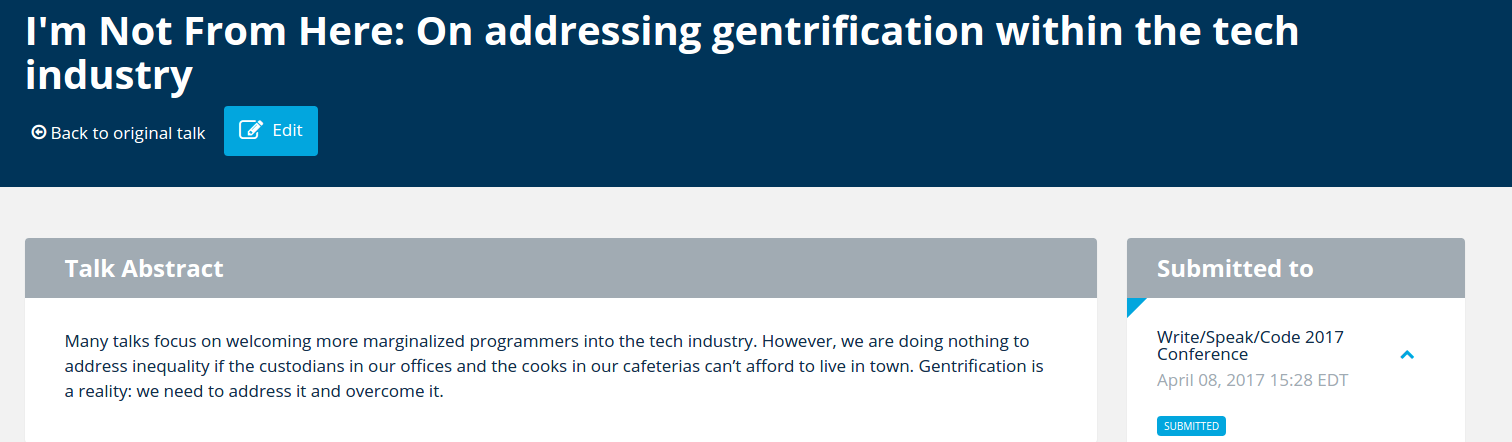 I'm Not From Here: On addressing gentrification within the tech
industry
Back to original talk
Edit
Talk Abstract
Many talks focus on welcoming more marginalized programmers into the tech industry. However, we are doing nothing to
address inequality if the custodians in our offices and the cooks in our cafeterias can’t afford to live in town. Gentrification is
a reality: we need to address it and overcome it.
Submitted to
Write/Speak/Code 2017
Conference
April 08, 2017 15:28 EDT
SUBMITTED